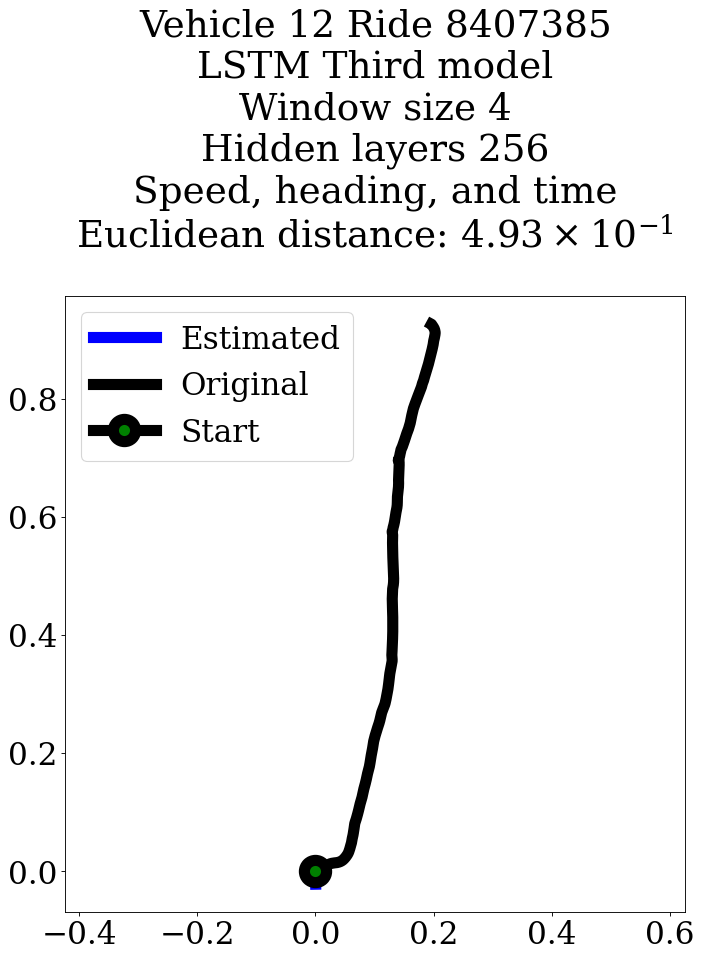 Vehicle 12 Ride 8407385
LSTM Third model
Window size 4
Hidden layers 256
Speed, heading, and time
Euclidean distance: 4.93 × 10⁻¹
Estimated
Original
Start
0.8
0.6
0.4
0.2
0.0
−0.4 −0.2 0.0 0.2 0.4 0.6